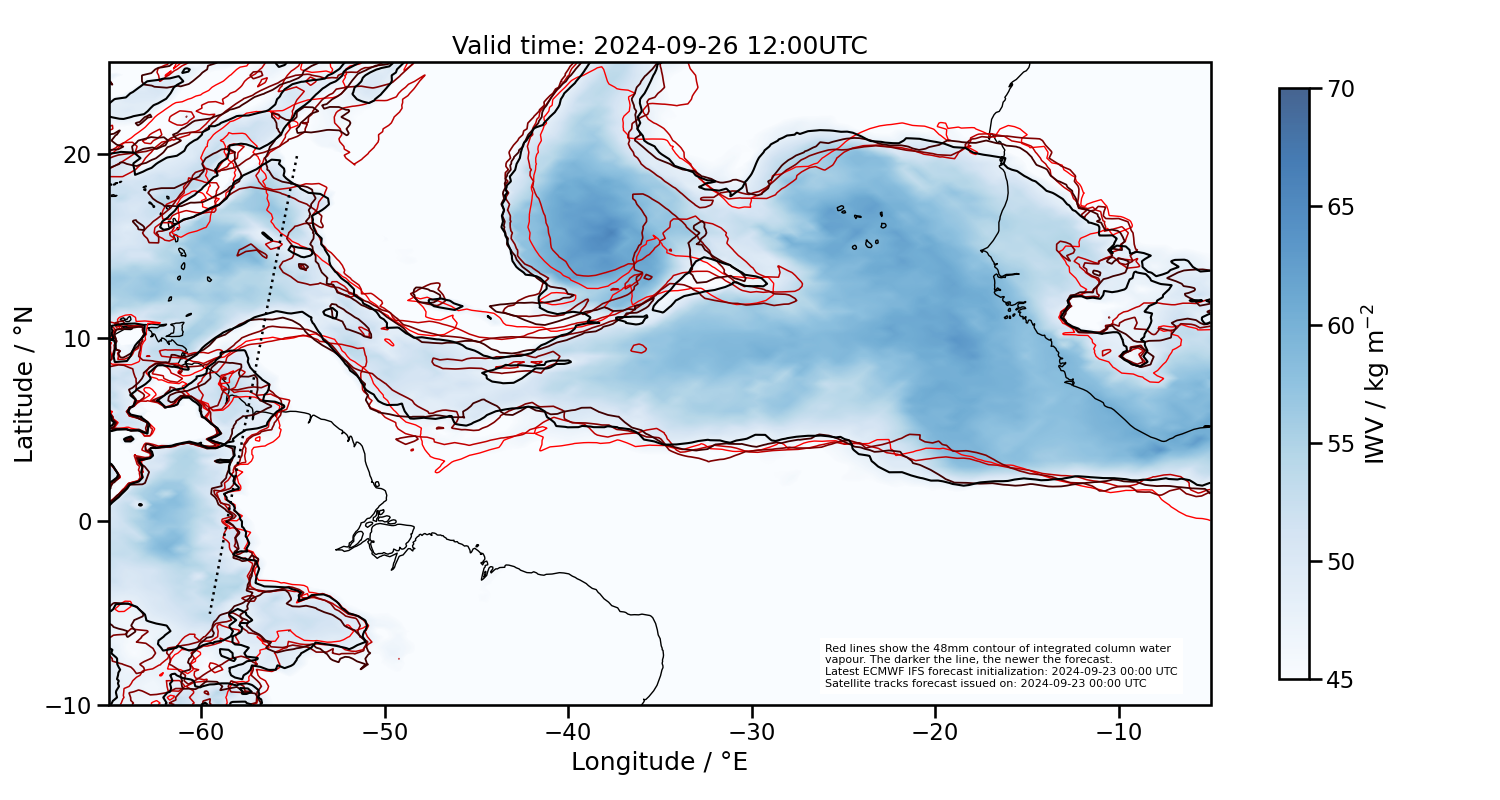 Valid time: 2024-09-26 12:00UTC
70
65
60
55
50
45
IWV / kg m⁻²
20
10
0
−10
Latitude / °N
−60
−50
−40
−30
−20
−10
Longitude / °E
Red lines show the 48mm contour of integrated column water
vapour. The darker the line, the newer the forecast.
Latest ECMWF IFS forecast initialization: 2024-09-23 00:00 UTC
Satellite tracks forecast issued on: 2024-09-23 00:00 UTC